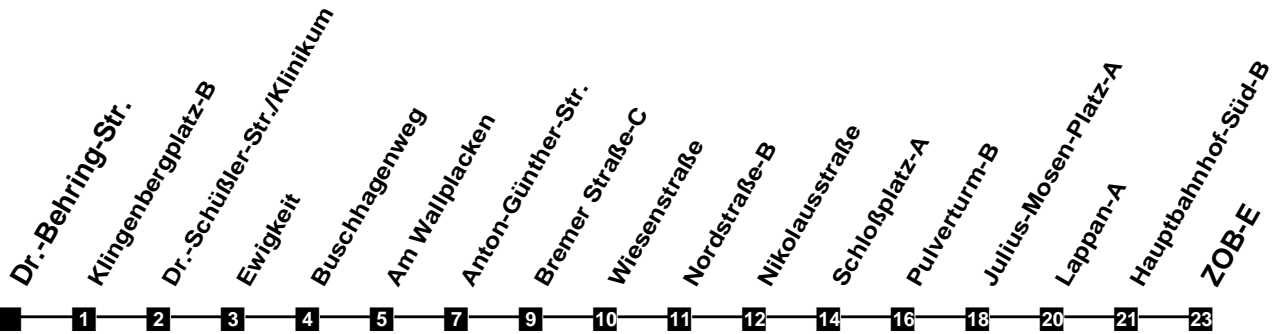 Dr.-Behring-Str.
Klingenbergplatz-B
Dr.-Schüßler-Str./Klinikum
Ewigkeit
Buschhagenweg
Am Wallplacken
Anton-Günther-Str.
Bremer Straße-C
Wiesenstraße
Nordstraße-B
Nikolausstraße
Schloßplatz-A
Pulverturm-B
Julius-Mosen-Platz-A
Lappan-A
Hauptbahnhof-Süd-B
ZOB-E
1 2 3 4 5 7 9 10 11 12 14 16 18 20 21 23